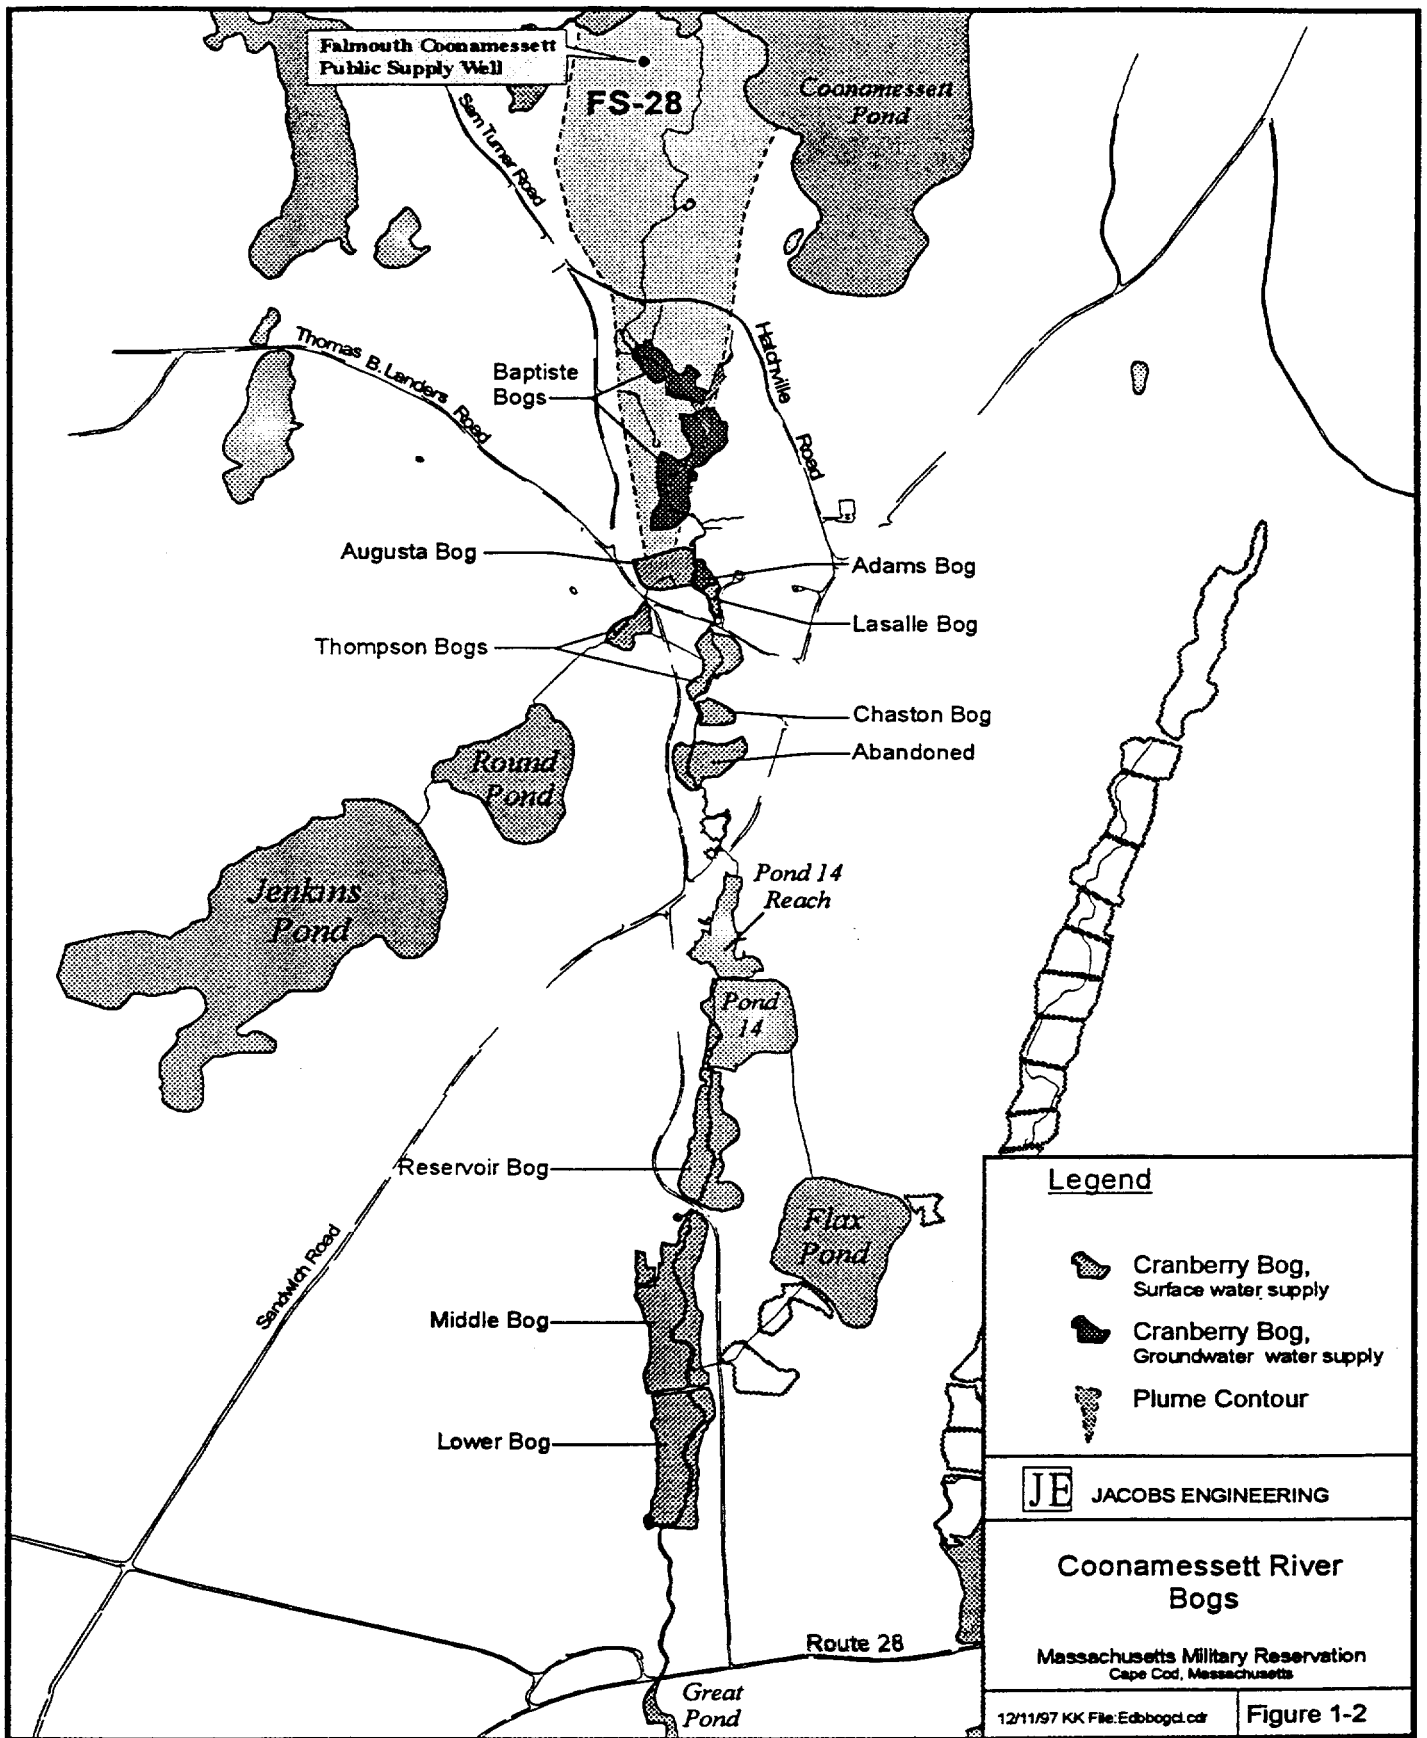 Falmouth Coonamessett
Public Supply Well
FS-28
Coonamessett
Pond
Sam Turner Road
Thomas B. Landers Road
Hatchville
Road
Baptiste
Bogs
Augusta Bog
Adams Bog
Lasalle Bog
Thompson Bogs
Chaston Bog
Abandoned
Round
Pond
Jenkins
Pond
Pond 14
Reach
Pond
14
Reservoir Bog
Flax
Pond
Sandwich Road
Middle Bog
Lower Bog
Route 28
Great
Pond
Legend
Cranberry Bog,
Surface water supply
Cranberry Bog,
Groundwater water supply
Plume Contour
JE JACOBS ENGINEERING
Coonamessett River
Bogs
Massachusetts Military Reservation
Cape Cod, Massachusetts
12/11/97 KK File:Edbbogcl.cdr
Figure 1-2